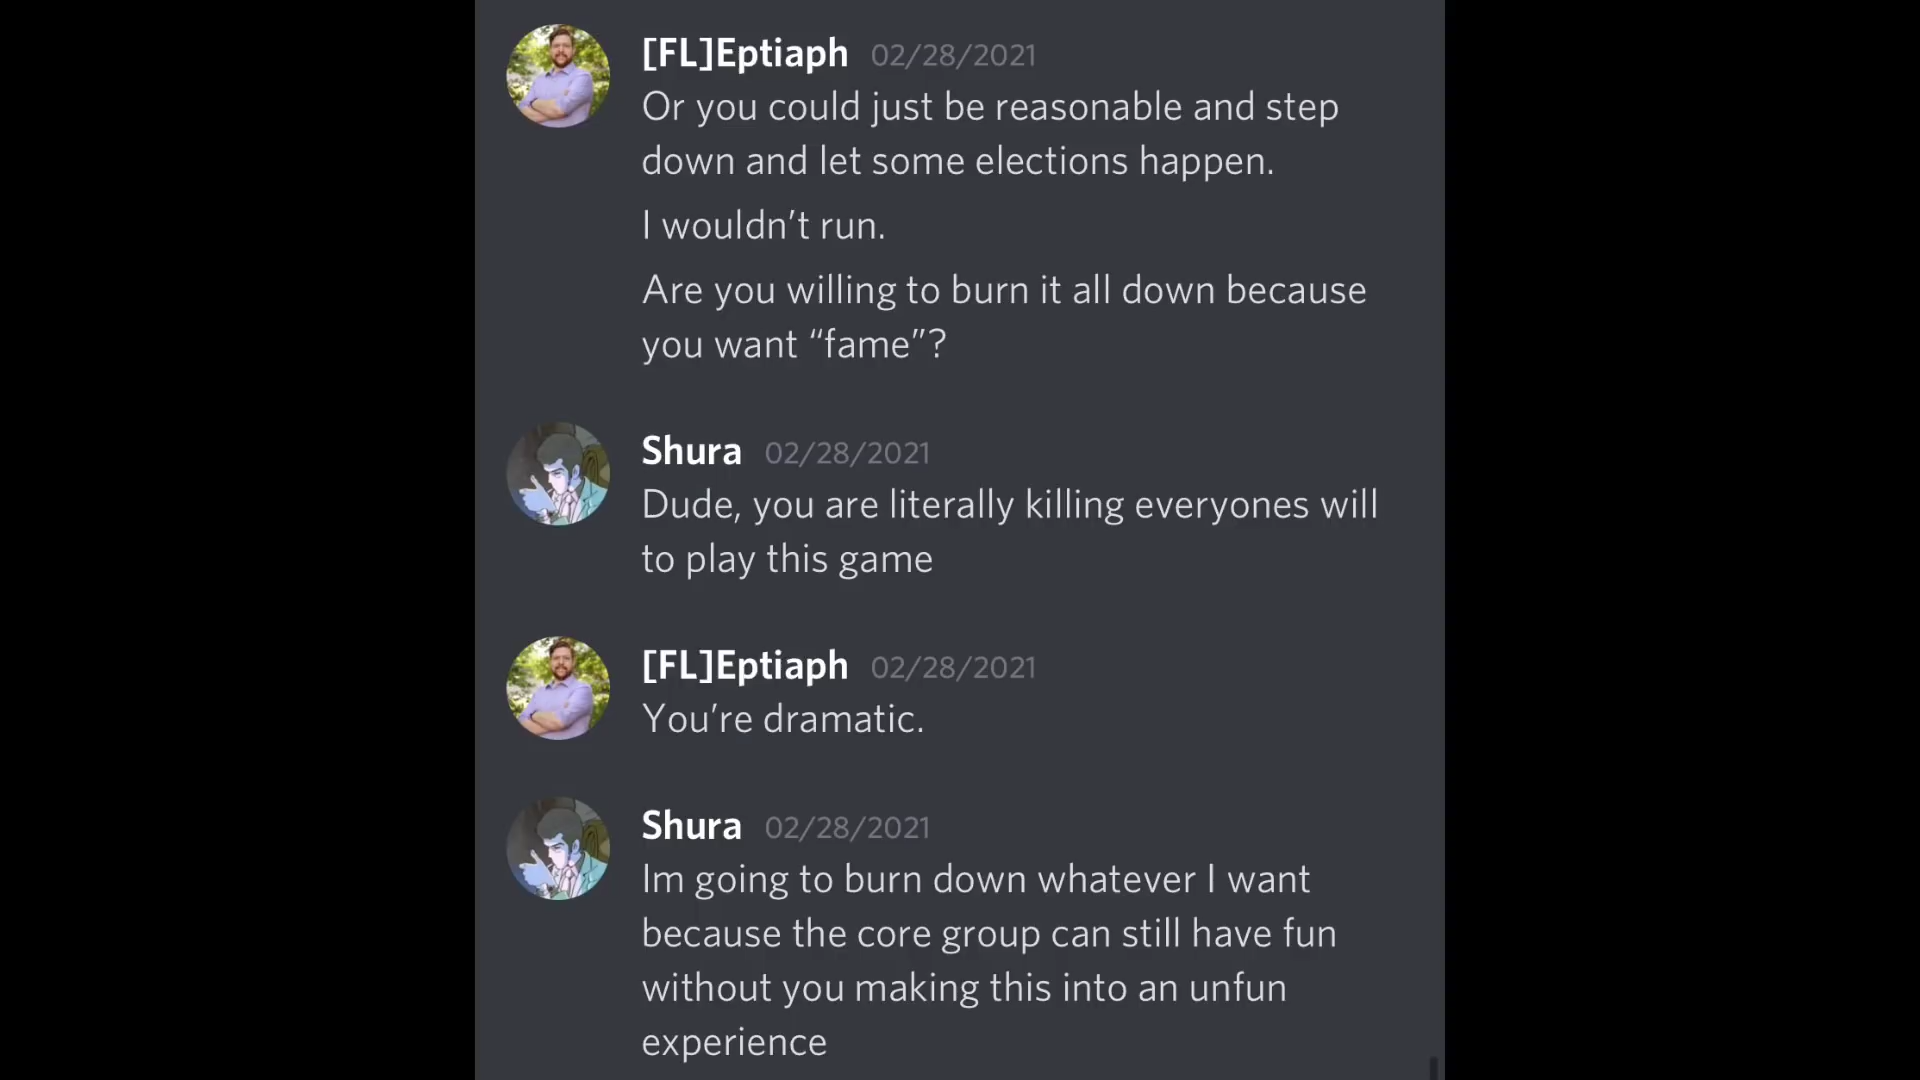 [FL]Eptiaph 02/28/2021
Or you could just be reasonable and step
down and let some elections happen.
I wouldn’t run.
Are you willing to burn it all down because
you want “fame”?
Shura 02/28/2021
Dude, you are literally killing everyones will
to play this game
[FL]Eptiaph 02/28/2021
You’re dramatic.
Shura 02/28/2021
Im going to burn down whatever I want
because the core group can still have fun
without you making this into an unfun
experience